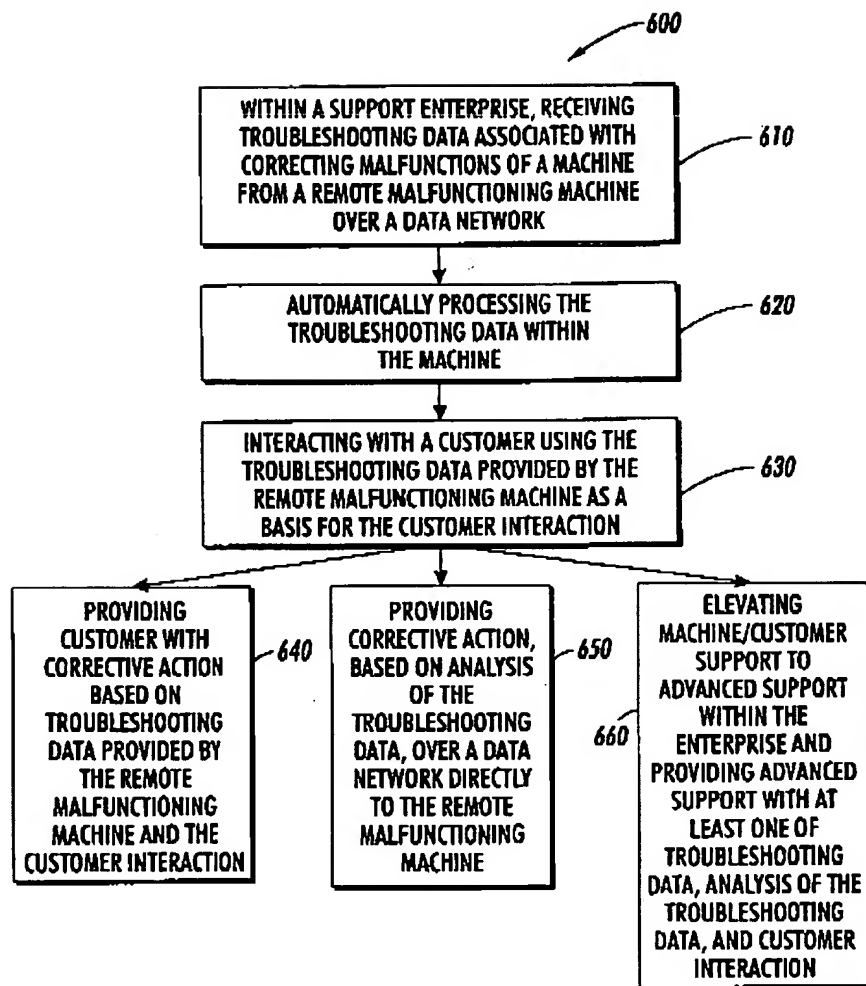 600
WITHIN A SUPPORT ENTERPRISE, RECEIVING
TROUBLESHOOTING DATA ASSOCIATED WITH
CORRECTING MALFUNCTIONS OF A MACHINE
FROM A REMOTE MALFUNCTIONING MACHINE
OVER A DATA NETWORK
610
AUTOMATICALLY PROCESSING THE
TROUBLESHOOTING DATA WITHIN
THE MACHINE
620
INTERACTING WITH A CUSTOMER USING THE
TROUBLESHOOTING DATA PROVIDED BY THE
REMOTE MALFUNCTIONING MACHINE AS A
BASIS FOR THE CUSTOMER INTERACTION
630
PROVIDING
CUSTOMER WITH
CORRECTIVE ACTION
BASED ON
TROUBLESHOOTING
DATA PROVIDED BY
THE REMOTE
MALFUNCTIONING
MACHINE AND THE
CUSTOMER INTERACTION
640
PROVIDING
CORRECTIVE ACTION,
BASED ON ANALYSIS
OF THE
TROUBLESHOOTING
DATA, OVER A DATA
NETWORK DIRECTLY
TO THE REMOTE
MALFUNCTIONING
MACHINE
650
ELEVATING
MACHINE/CUSTOMER
SUPPORT TO
ADVANCED SUPPORT
WITHIN THE
ENTERPRISE AND
PROVIDING ADVANCED
SUPPORT WITH AT
LEAST ONE OF
TROUBLESHOOTING
DATA, ANALYSIS OF THE
TROUBLESHOOTING
DATA, AND CUSTOMER
INTERACTION
660